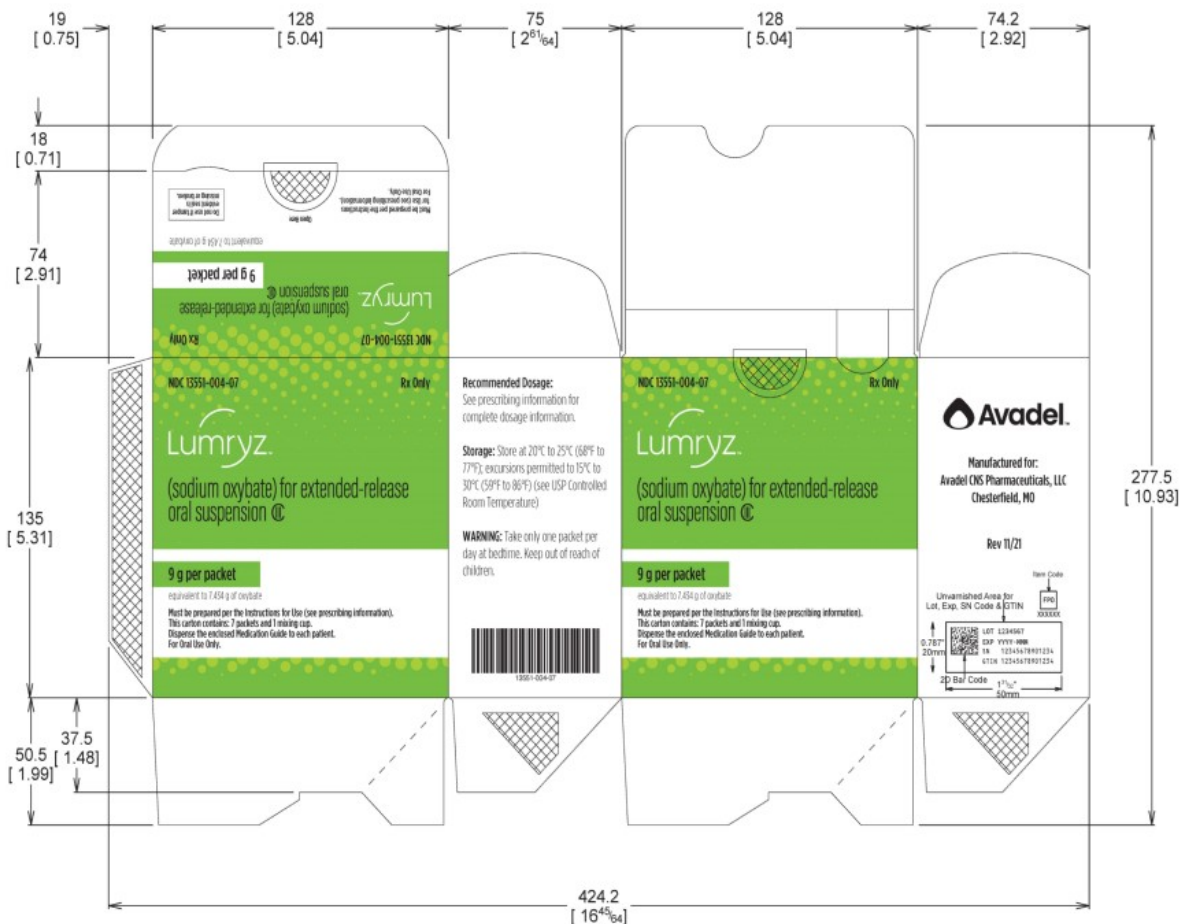 19
[ 0.75]
128
[ 5.04]
75
[ 2 61/64]
128
[ 5.04]
74.2
[ 2.92]
18
[ 0.71]
74
[ 2.91]
135
[ 5.31]
50.5
[ 1.99]
37.5
[ 1.48]
277.5
[ 10.93]
424.2
[ 16 45/64]
Do not use if tamper
evident seal is
missing or broken.
Open Here
Must be prepared per the Instructions
for Use (see prescribing information).
For Oral Use Only.
equivalent to 7.454 g of oxybate
9 g per packet
Lumryz™
(sodium oxybate) for extended-release
oral suspension CIII
NDC 13551-004-07
Rx Only
NDC 13551-004-07
Rx Only
Lumryz™
(sodium oxybate) for extended-release
oral suspension CIII
9 g per packet
equivalent to 7.454 g of oxybate
Must be prepared per the Instructions for Use (see prescribing information).
This carton contains: 7 packets and 1 mixing cup.
Dispense the enclosed Medication Guide to each patient.
For Oral Use Only.
Recommended Dosage:
See prescribing information for
complete dosage information.
Storage: Store at 20°C to 25°C (68°F to
77°F); excursions permitted to 15°C to
30°C (59°F to 86°F) (see USP Controlled
Room Temperature)
WARNING: Take only one packet per
day at bedtime. Keep out of reach of
children.
13551-004-07
NDC 13551-004-07
Rx Only
Lumryz™
(sodium oxybate) for extended-release
oral suspension CIII
9 g per packet
equivalent to 7.454 g of oxybate
Must be prepared per the Instructions for Use (see prescribing information).
This carton contains: 7 packets and 1 mixing cup.
Dispense the enclosed Medication Guide to each patient.
For Oral Use Only.
Avadel™
Manufactured for:
Avadel CNS Pharmaceuticals, LLC
Chesterfield, MO
Rev 11/21
Item Code
FPO
XXXXXX
Unvarnished Area for
Lot, Exp, SN Code & GTIN
LOT 1234567
EXP YYYY-MMM
SN 12345678901234
GTIN 12345678901234
0.787"
20mm
2D Bar Code
50mm